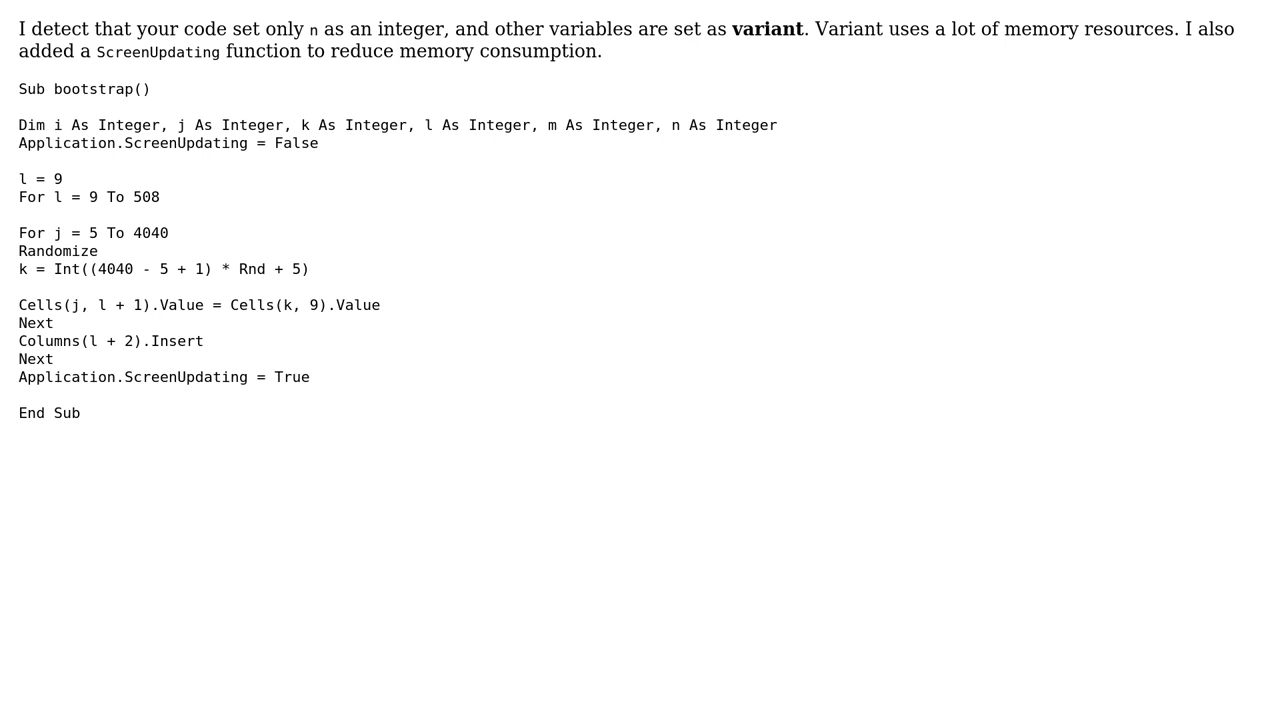 I detect that your code set only n as an integer, and other variables are set as variant. Variant uses a lot of memory resources. I also
added a ScreenUpdating function to reduce memory consumption.
Sub bootstrap()
Dim i As Integer, j As Integer, k As Integer, l As Integer, m As Integer, n As Integer
Application.ScreenUpdating = False
l = 9
For l = 9 To 508
For j = 5 To 4040
Randomize
k = Int((4040 - 5 + 1) * Rnd + 5)
Cells(j, l + 1).Value = Cells(k, 9).Value
Next
Columns(l + 2).Insert
Next
Application.ScreenUpdating = True
End Sub